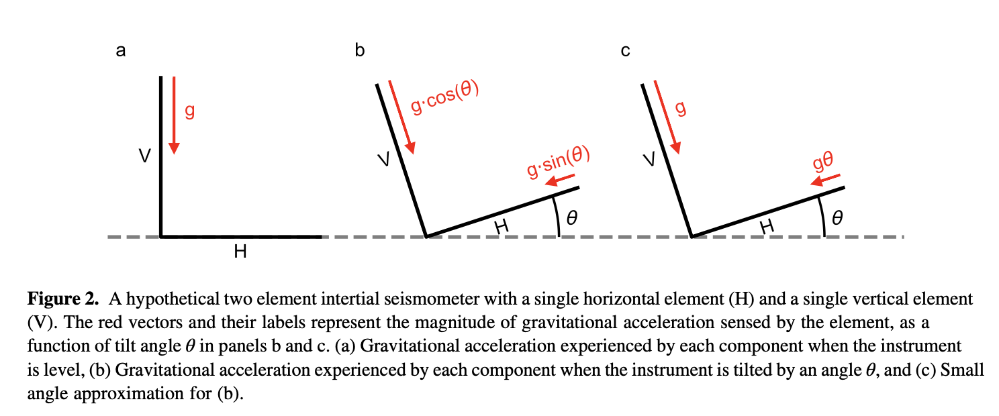 a
b
c
g
V
H
g·cos(θ)
V
g·sin(θ)
H
θ
g
V
gθ
H
θ
Figure 2. A hypothetical two element intertial seismometer with a single horizontal element (H) and a single vertical element
(V). The red vectors and their labels represent the magnitude of gravitational acceleration sensed by the element, as a
function of tilt angle θ in panels b and c. (a) Gravitational acceleration experienced by each component when the instrument
is level, (b) Gravitational acceleration experienced by each component when the instrument is tilted by an angle θ, and (c) Small
angle approximation for (b).